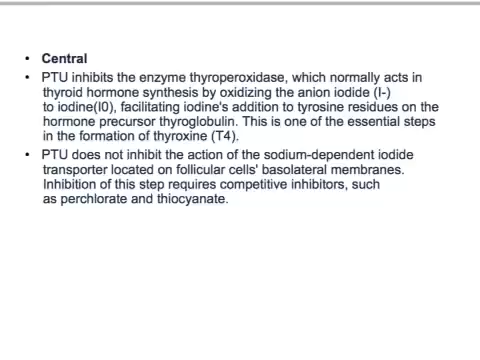 • Central
• PTU inhibits the enzyme thyroperoxidase, which normally acts in
thyroid hormone synthesis by oxidizing the anion iodide (I-)
to iodine(I0), facilitating iodine's addition to tyrosine residues on the
hormone precursor thyroglobulin. This is one of the essential steps
in the formation of thyroxine (T4).
• PTU does not inhibit the action of the sodium-dependent iodide
transporter located on follicular cells' basolateral membranes.
Inhibition of this step requires competitive inhibitors, such
as perchlorate and thiocyanate.